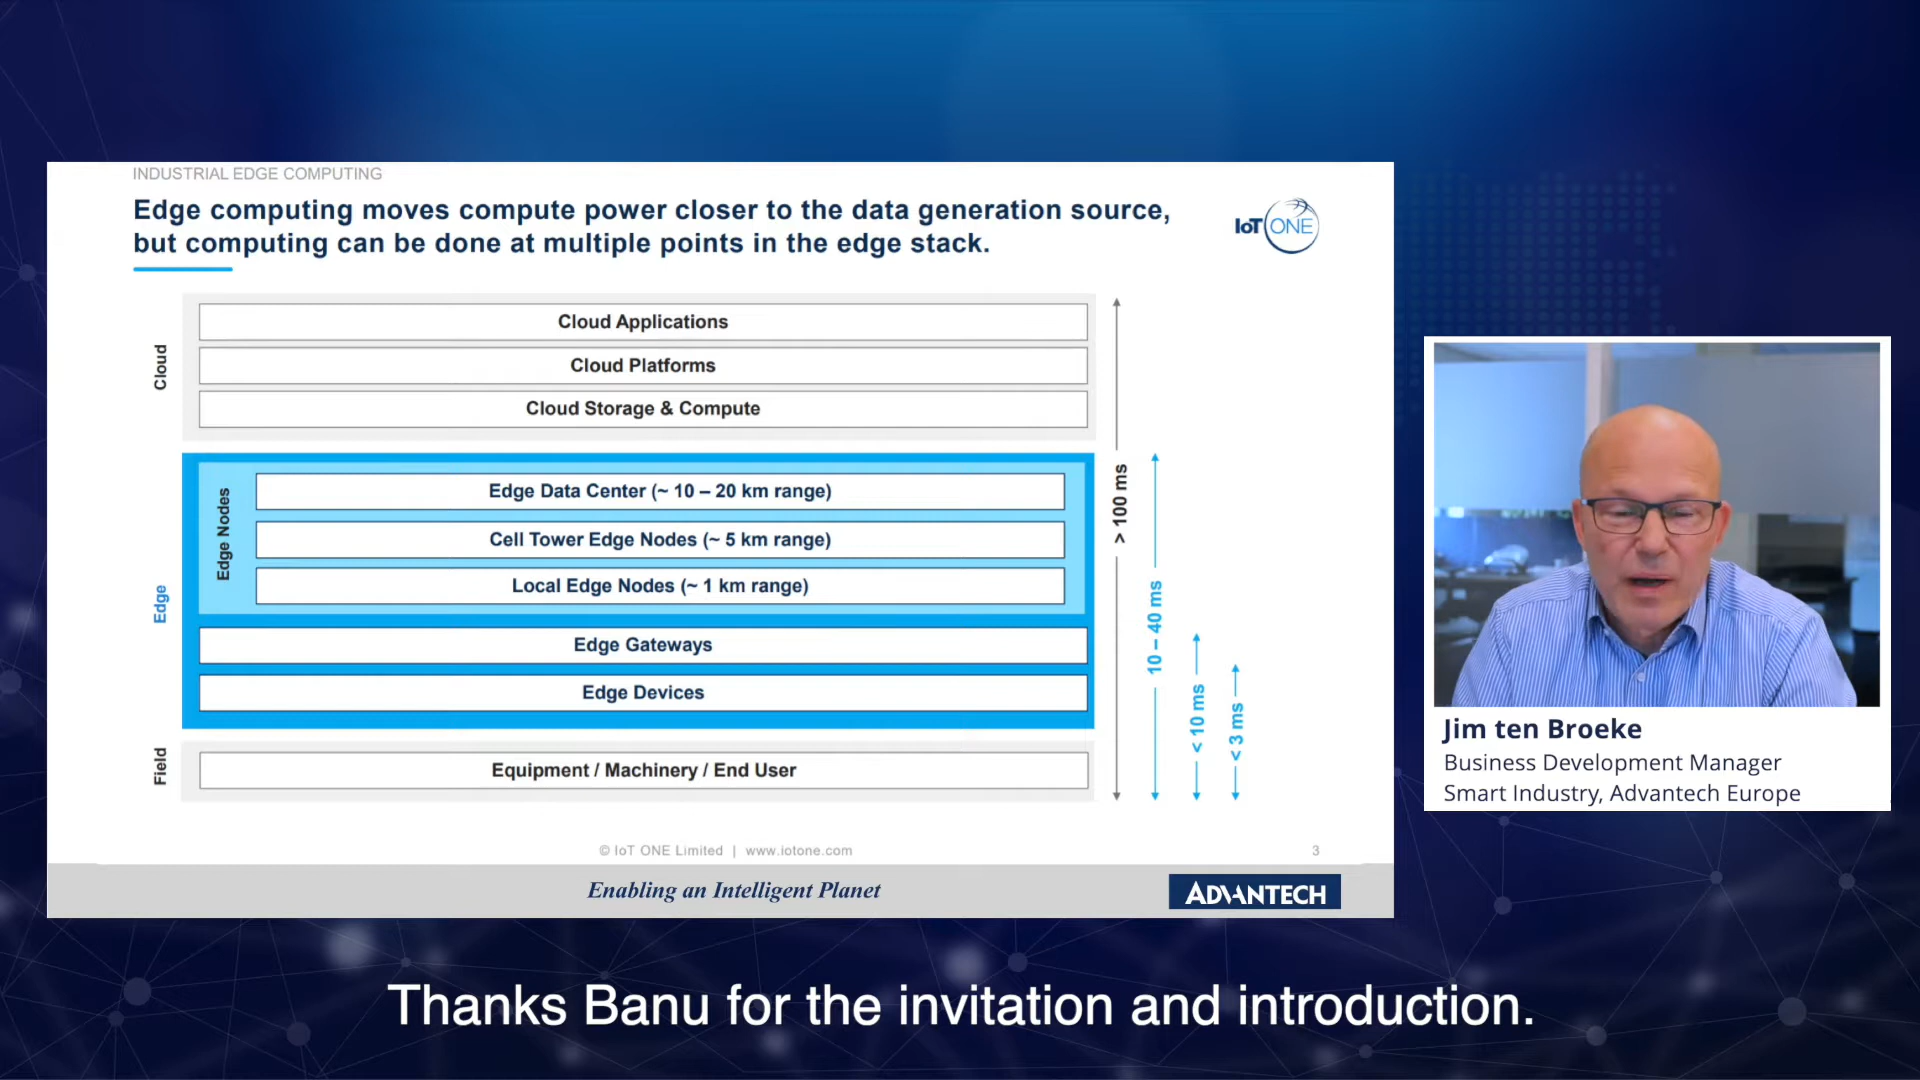 INDUSTRIAL EDGE COMPUTING
Edge computing moves compute power closer to the data generation source,
but computing can be done at multiple points in the edge stack.
IoT ONE
Cloud
Cloud Applications
Cloud Platforms
Cloud Storage & Compute
Edge
Edge Nodes
Edge Data Center (~ 10 – 20 km range)
Cell Tower Edge Nodes (~ 5 km range)
Local Edge Nodes (~ 1 km range)
Edge Gateways
Edge Devices
Field
Equipment / Machinery / End User
> 100 ms
10 – 40 ms
< 10 ms
< 3 ms
© IoT ONE Limited | www.iotone.com
3
Enabling an Intelligent Planet
ADVANTECH
Jim ten Broeke
Business Development Manager
Smart Industry, Advantech Europe
Thanks Banu for the invitation and introduction.